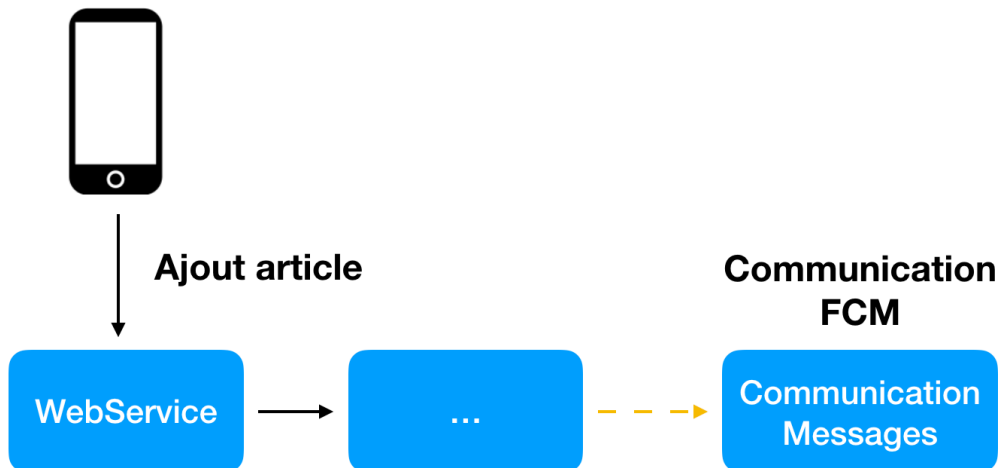 Ajout article
Communication
FCM
WebService
...
Communication
Messages